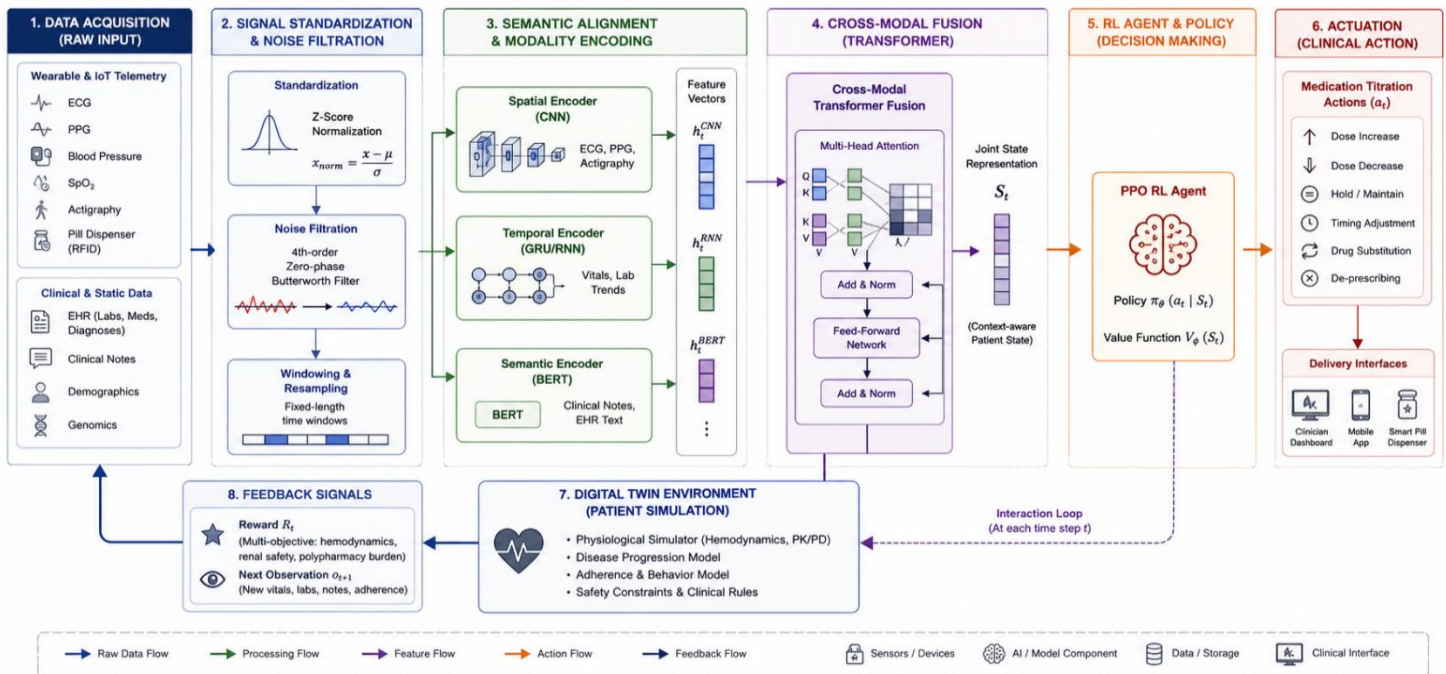 1. DATA ACQUISITION
(RAW INPUT)
Wearable & IoT Telemetry
ECG
PPG
Blood Pressure
SpO₂
Actigraphy
Pill Dispenser
(RFID)
Clinical & Static Data
EHR (Labs, Meds,
Diagnoses)
Clinical Notes
Demographics
Genomics
2. SIGNAL STANDARDIZATION
& NOISE FILTRATION
Standardization
Z-Score
Normalization
x_norm = (x − μ) / σ
Noise Filtration
4th-order
Zero-phase
Butterworth Filter
Windowing &
Resampling
Fixed-length
time windows
3. SEMANTIC ALIGNMENT
& MODALITY ENCODING
Spatial Encoder
(CNN)
ECG, PPG,
Actigraphy
Temporal Encoder
(GRU/RNN)
Vitals, Lab
Trends
Semantic Encoder
(BERT)
BERT
Clinical Notes,
EHR Text
Feature
Vectors
h_t^CNN
h_t^RNN
h_t^BERT
4. CROSS-MODAL FUSION
(TRANSFORMER)
Cross-Modal
Transformer Fusion
Multi-Head Attention
Q
K
K
V
V V
Add & Norm
Feed-Forward
Network
Add & Norm
Joint State
Representation
S_t
(Context-aware
Patient State)
5. RL AGENT & POLICY
(DECISION MAKING)
PPO RL Agent
Policy π_θ (a_t | S_t)
Value Function V_ϕ (S_t)
6. ACTUATION
(CLINICAL ACTION)
Medication Titration
Actions (a_t)
Dose Increase
Dose Decrease
Hold / Maintain
Timing Adjustment
Drug Substitution
De-prescribing
Delivery Interfaces
Clinician
Dashboard
Mobile
App
Smart Pill
Dispenser
8. FEEDBACK SIGNALS
Reward R_t
(Multi-objective: hemodynamics,
renal safety, polypharmacy burden)
Next Observation o_t+1
(New vitals, labs, notes, adherence)
7. DIGITAL TWIN ENVIRONMENT
(PATIENT SIMULATION)
• Physiological Simulator (Hemodynamics, PK/PD)
• Disease Progression Model
• Adherence & Behavior Model
• Safety Constraints & Clinical Rules
Interaction Loop
(At each time step t)
Raw Data Flow
Processing Flow
Feature Flow
Action Flow
Feedback Flow
Sensors / Devices
AI / Model Component
Data / Storage
Clinical Interface